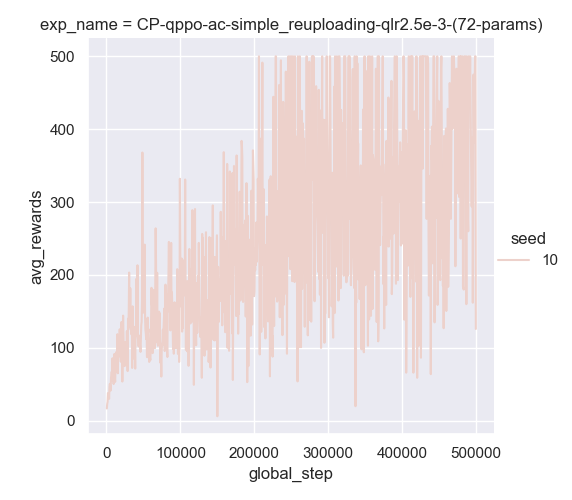 exp_name = CP-qppo-ac-simple_reuploading-qlr2.5e-3-(72-params)
500
400
300
200
100
0
avg_rewards
0 100000 200000 300000 400000 500000
global_step
seed
10